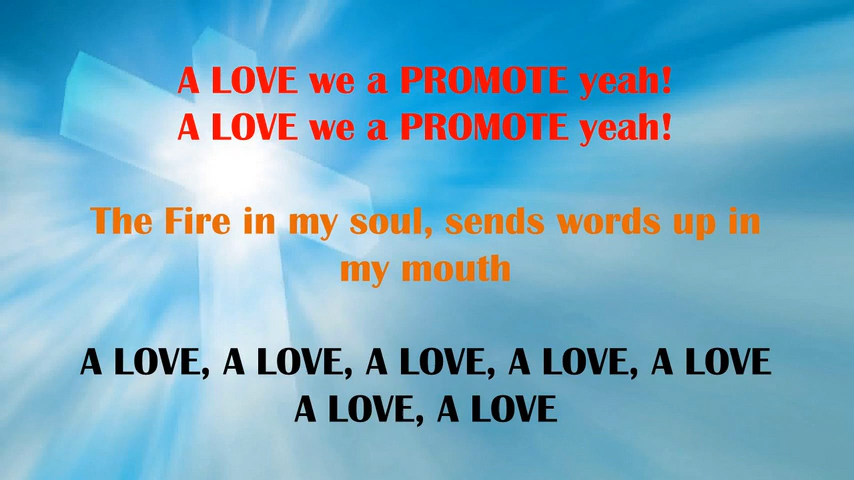 A LOVE we a PROMOTE yeah!
A LOVE we a PROMOTE yeah!
The Fire in my soul, sends words up in
my mouth
A LOVE, A LOVE, A LOVE, A LOVE, A LOVE
A LOVE, A LOVE